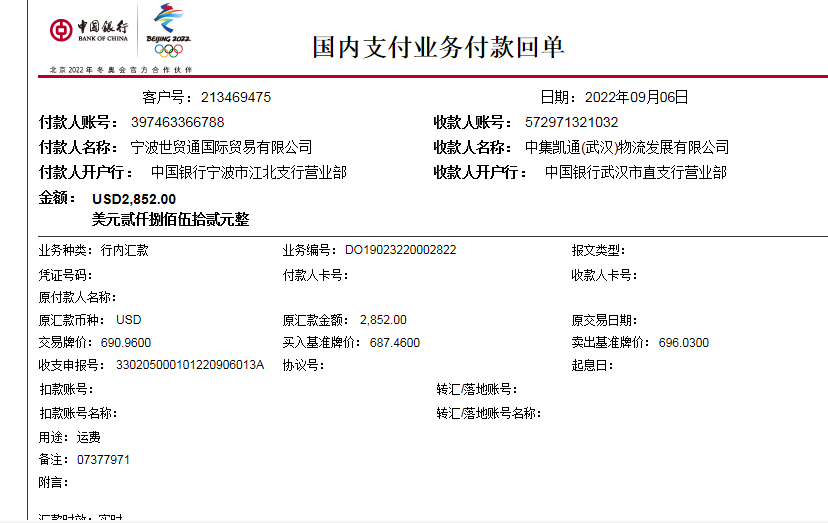 中国银行
BANK OF CHINA
BEIJING 2022
北京2022年冬奥会官方合作伙伴
国内支付业务付款回单
客户号：213469475 日期：2022年09月06日
付款人账号：397463366788 收款人账号：572971321032
付款人名称：宁波世贸通国际贸易有限公司 收款人名称：中集凯通(武汉)物流发展有限公司
付款人开户行：中国银行宁波市江北支行营业部 收款人开户行：中国银行武汉市直支行营业部
金额：USD2,852.00
美元贰仟捌佰伍拾贰元整
业务种类：行内汇款 业务编号：DO19023220002822 报文类型：
凭证号码： 付款人卡号： 收款人卡号：
原付款人名称：
原汇款币种：USD 原汇款金额：2,852.00 原交易日期：
交易牌价：690.9600 买入基准牌价：687.4600 卖出基准牌价：696.0300
收支申报号：330205000101220906013A 协议号： 起息日：
扣款账号： 转汇/落地账号：
扣款账号名称： 转汇/落地账号名称：
用途：运费
备注：07377971
附言：
汇款时效：实时